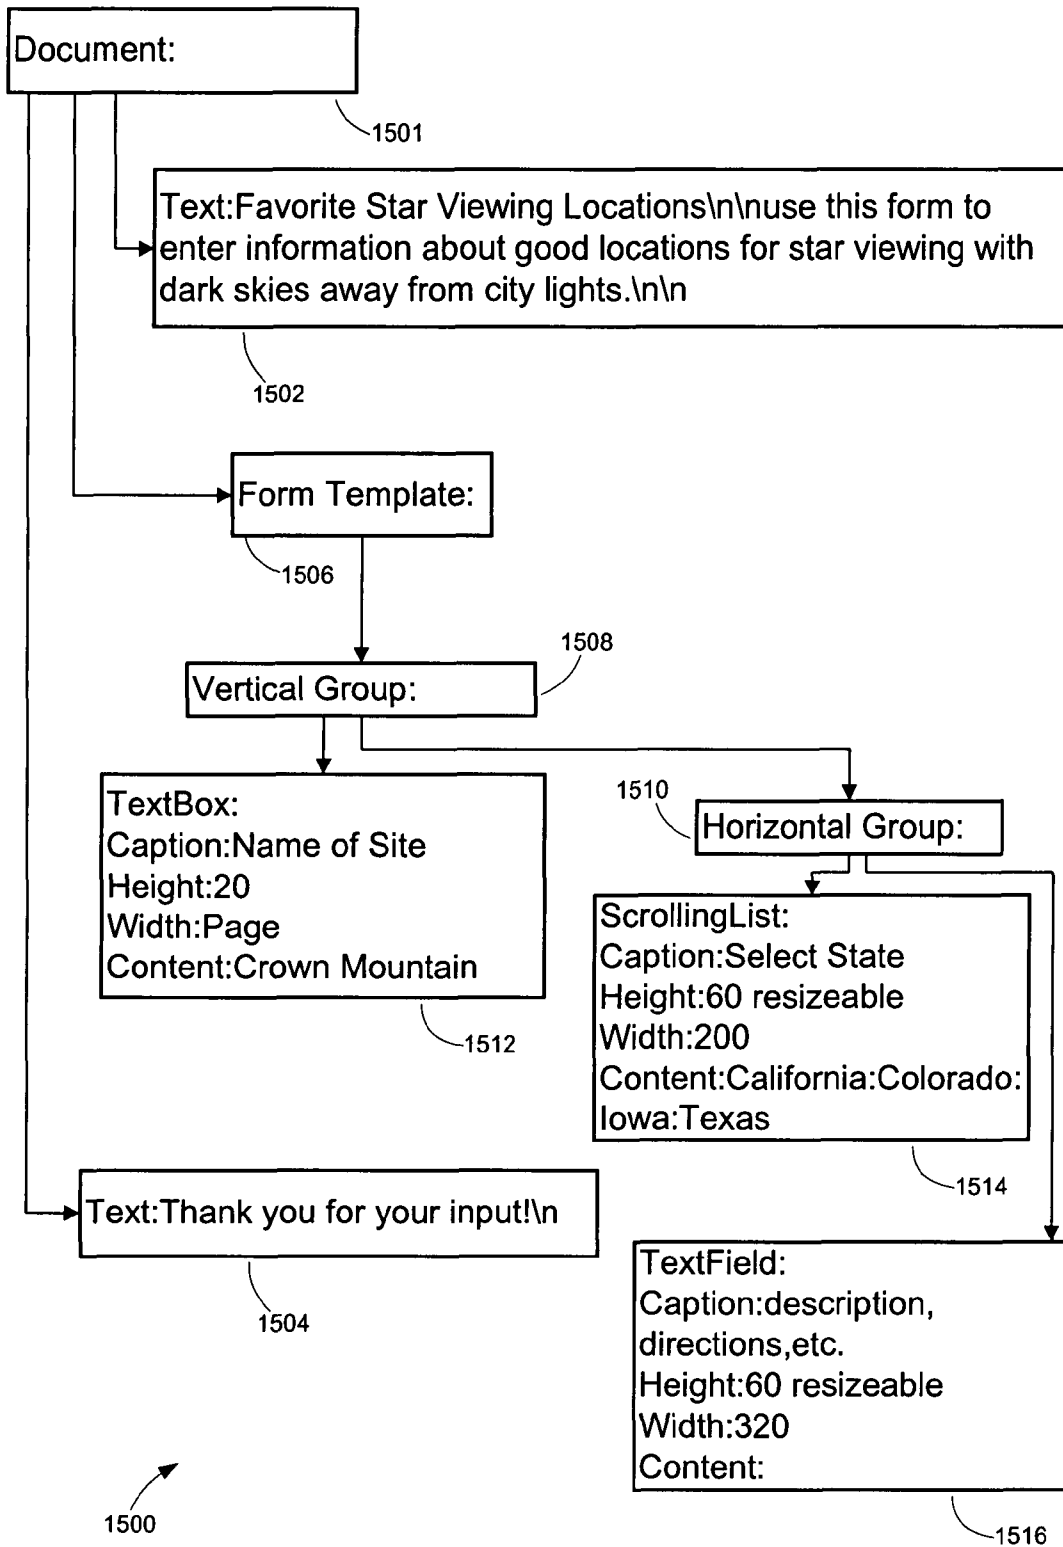 Document:
1501
Text:Favorite Star Viewing Locations\n\nuse this form to
enter information about good locations for star viewing with
dark skies away from city lights.\n\n
1502
Form Template:
1506
1508
Vertical Group:
TextBox:
Caption:Name of Site
Height:20
Width:Page
Content:Crown Mountain
1512
1510
Horizontal Group:
ScrollingList:
Caption:Select State
Height:60 resizeable
Width:200
Content:California:Colorado:
Iowa:Texas
1514
Text:Thank you for your input!\n
1504
TextField:
Caption:description,
directions,etc.
Height:60 resizeable
Width:320
Content:
1516
1500